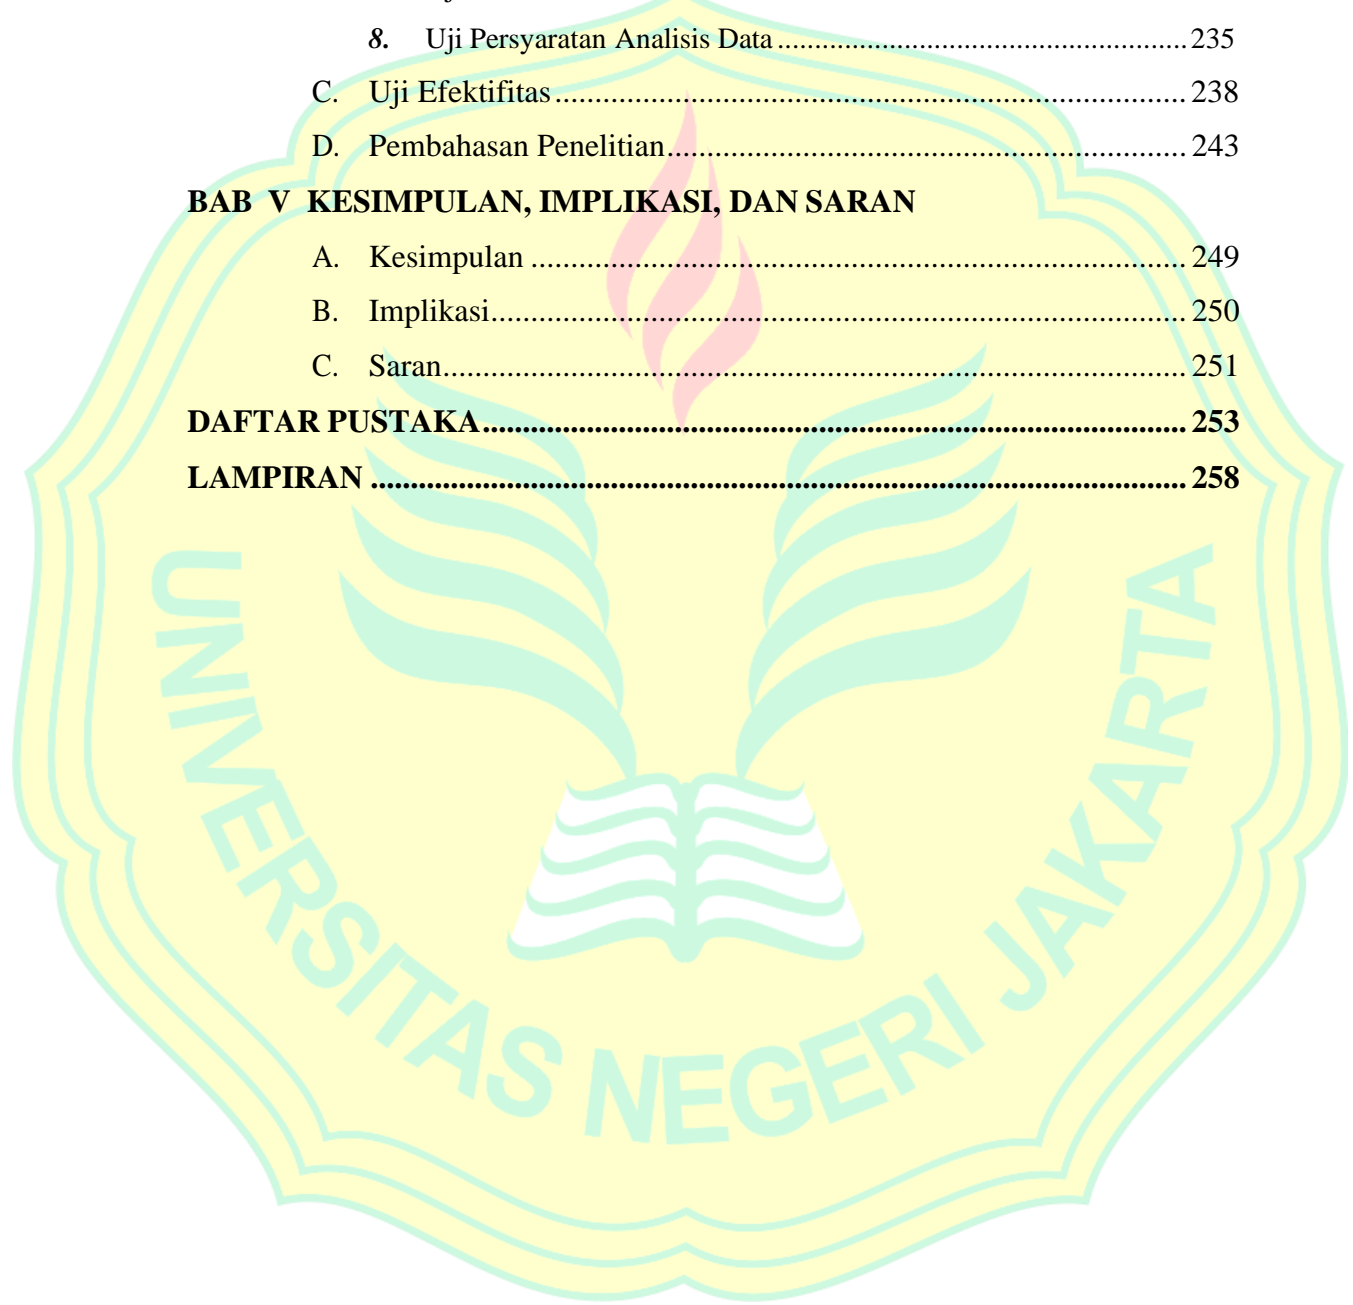 8. Uji Persyaratan Analisis Data ........................................................ 235
C. Uji Efektifitas ................................................................................ 238
D. Pembahasan Penelitian.................................................................. 243
BAB V KESIMPULAN, IMPLIKASI, DAN SARAN
A. Kesimpulan ................................................................................... 249
B. Implikasi........................................................................................ 250
C. Saran.............................................................................................. 251
DAFTAR PUSTAKA........................................................................................ 253
LAMPIRAN ...................................................................................................... 258
UNIVERSITAS NEGERI JAKARTA